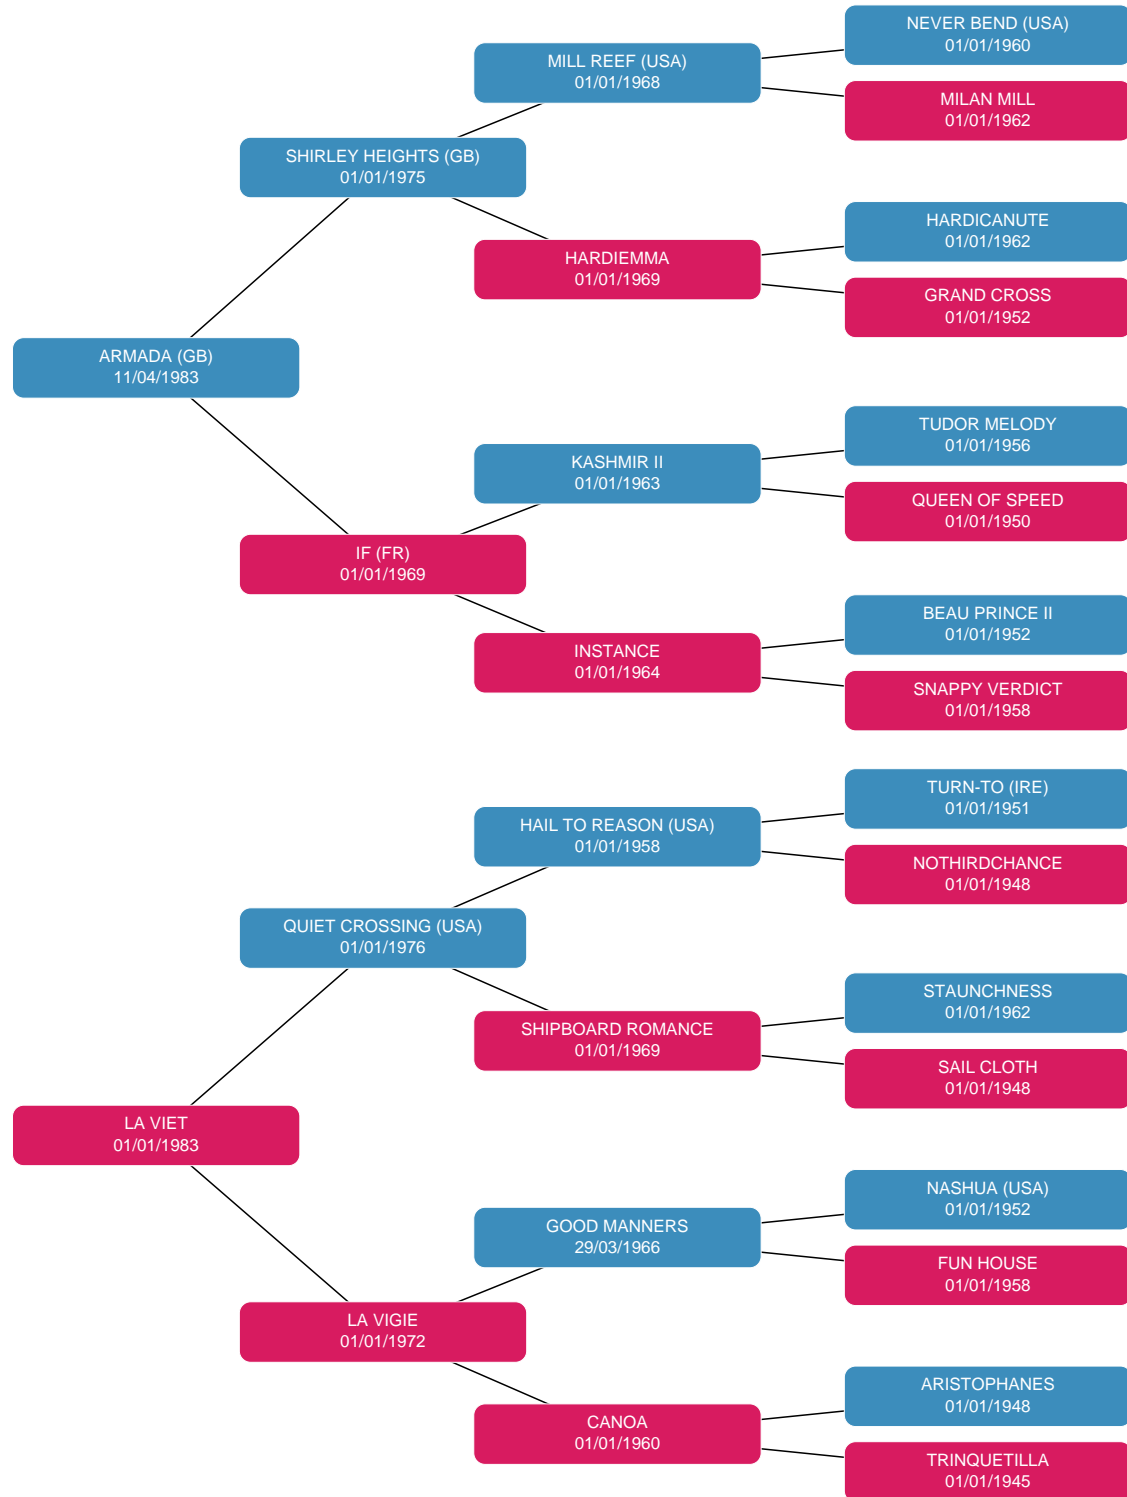 NEVER BEND (USA)
01/01/1960
MILL REEF (USA)
01/01/1968
MILAN MILL
01/01/1962
SHIRLEY HEIGHTS (GB)
01/01/1975
HARDICANUTE
01/01/1962
HARDIEMMA
01/01/1969
GRAND CROSS
01/01/1952
ARMADA (GB)
11/04/1983
TUDOR MELODY
01/01/1956
KASHMIR II
01/01/1963
QUEEN OF SPEED
01/01/1950
IF (FR)
01/01/1969
BEAU PRINCE II
01/01/1952
INSTANCE
01/01/1964
SNAPPY VERDICT
01/01/1958
TURN-TO (IRE)
01/01/1951
HAIL TO REASON (USA)
01/01/1958
NOTHIRDCHANCE
01/01/1948
QUIET CROSSING (USA)
01/01/1976
STAUNCHNESS
01/01/1962
SHIPBOARD ROMANCE
01/01/1969
SAIL CLOTH
01/01/1948
LA VIET
01/01/1983
NASHUA (USA)
01/01/1952
GOOD MANNERS
29/03/1966
FUN HOUSE
01/01/1958
LA VIGIE
01/01/1972
ARISTOPHANES
01/01/1948
CANOA
01/01/1960
TRINQUETILLA
01/01/1945